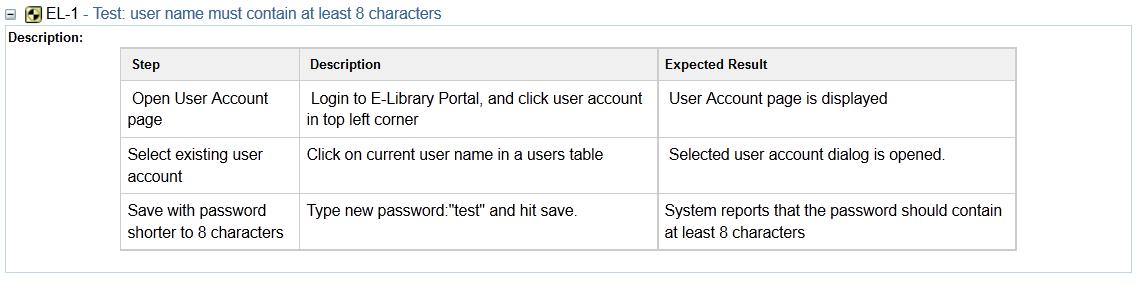 EL-1 - Test: user name must contain at least 8 characters
Description:
Step Description Expected Result
Open User Account Login to E-Library Portal, and click user account User Account page is displayed
page in top left corner
Select existing user Click on current user name in a users table Selected user account dialog is opened.
account
Save with password Type new password:"test" and hit save. System reports that the password should contain
shorter to 8 characters at least 8 characters